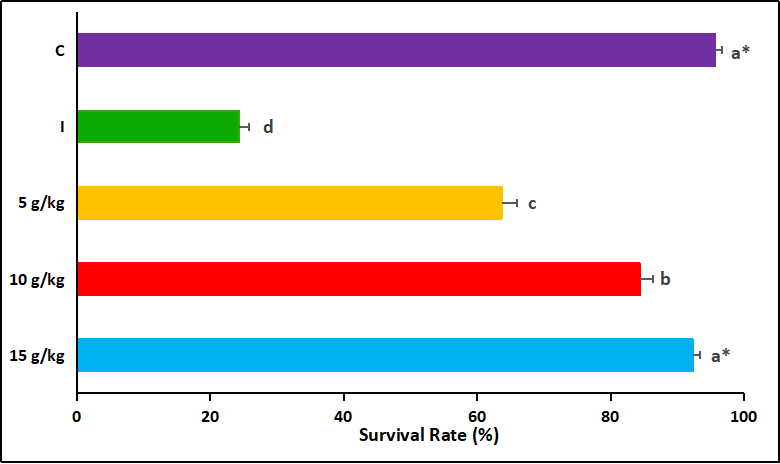 C
a*
I
d
5 g/kg
c
10 g/kg
b
15 g/kg
a*
0 20 40 60 80 100
Survival Rate (%)